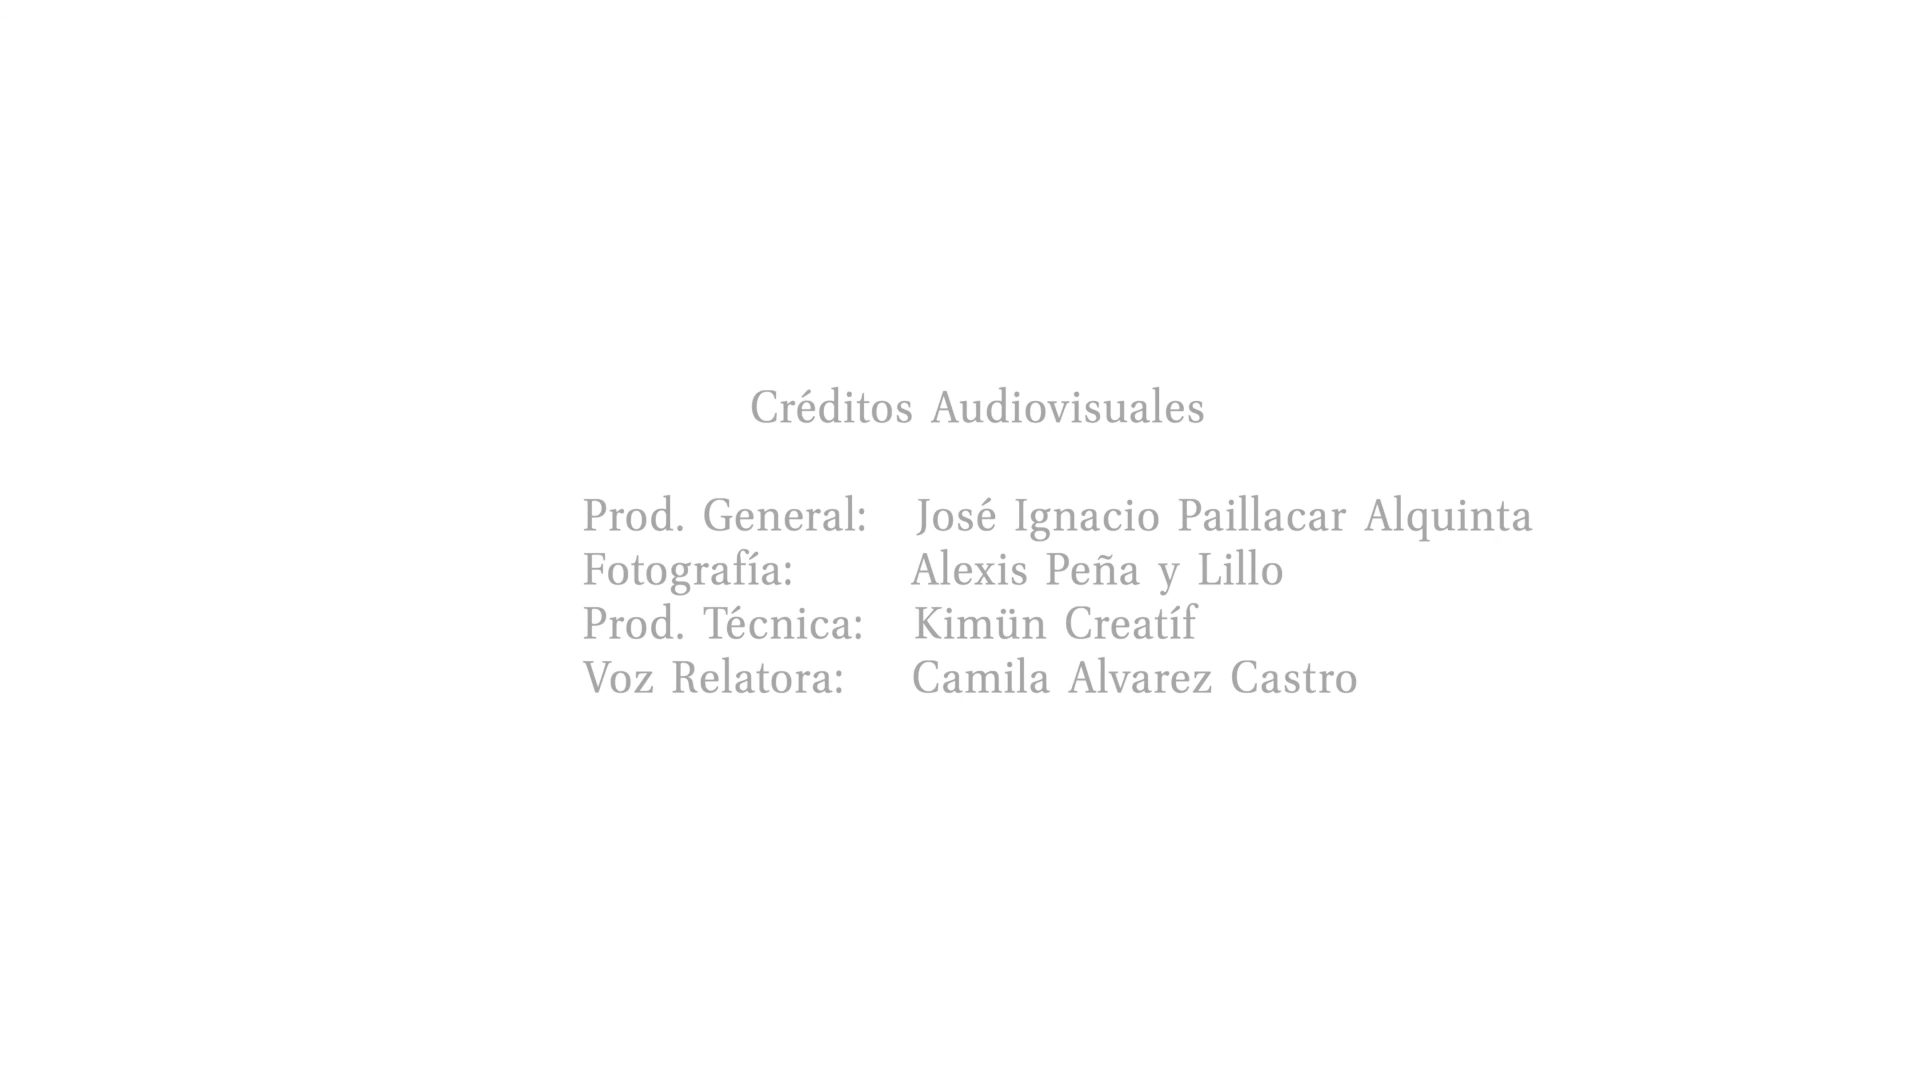 Créditos Audiovisuales
Prod. General: José Ignacio Paillacar Alquinta
Fotografía: Alexis Peña y Lillo
Prod. Técnica: Kimün Creatíf
Voz Relatora: Camila Alvarez Castro